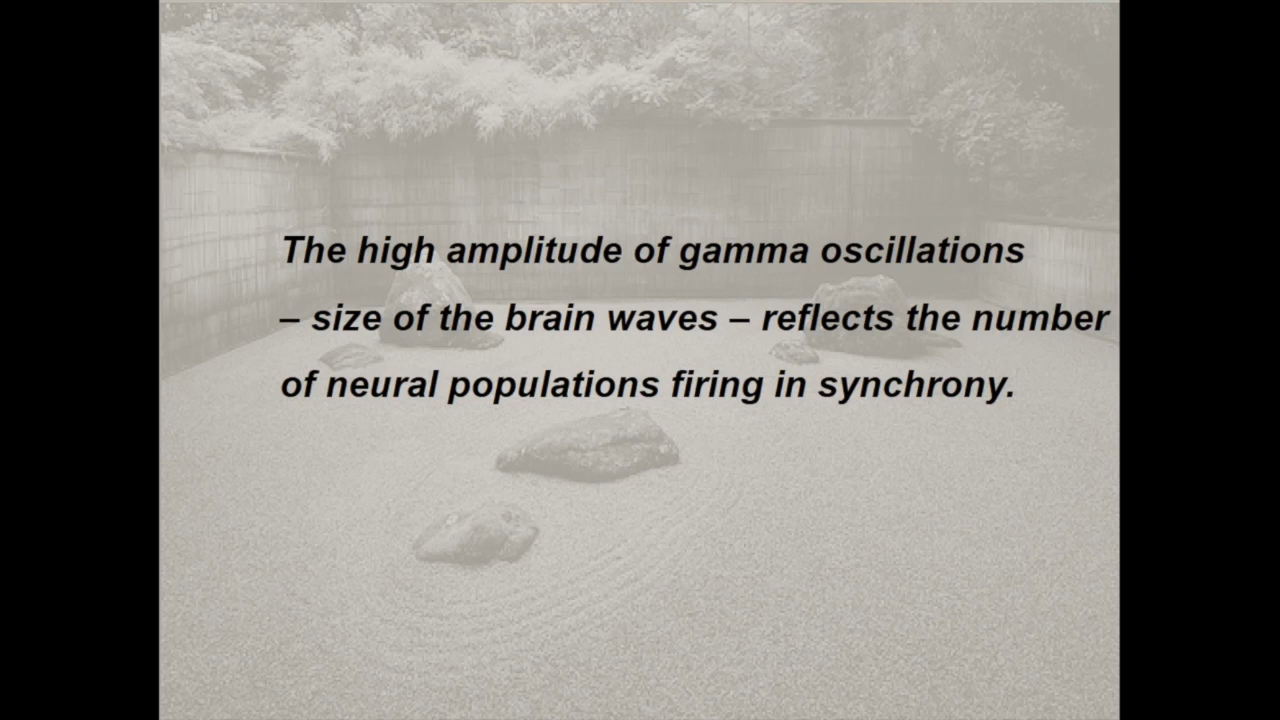 The high amplitude of gamma oscillations
– size of the brain waves – reflects the number
of neural populations firing in synchrony.